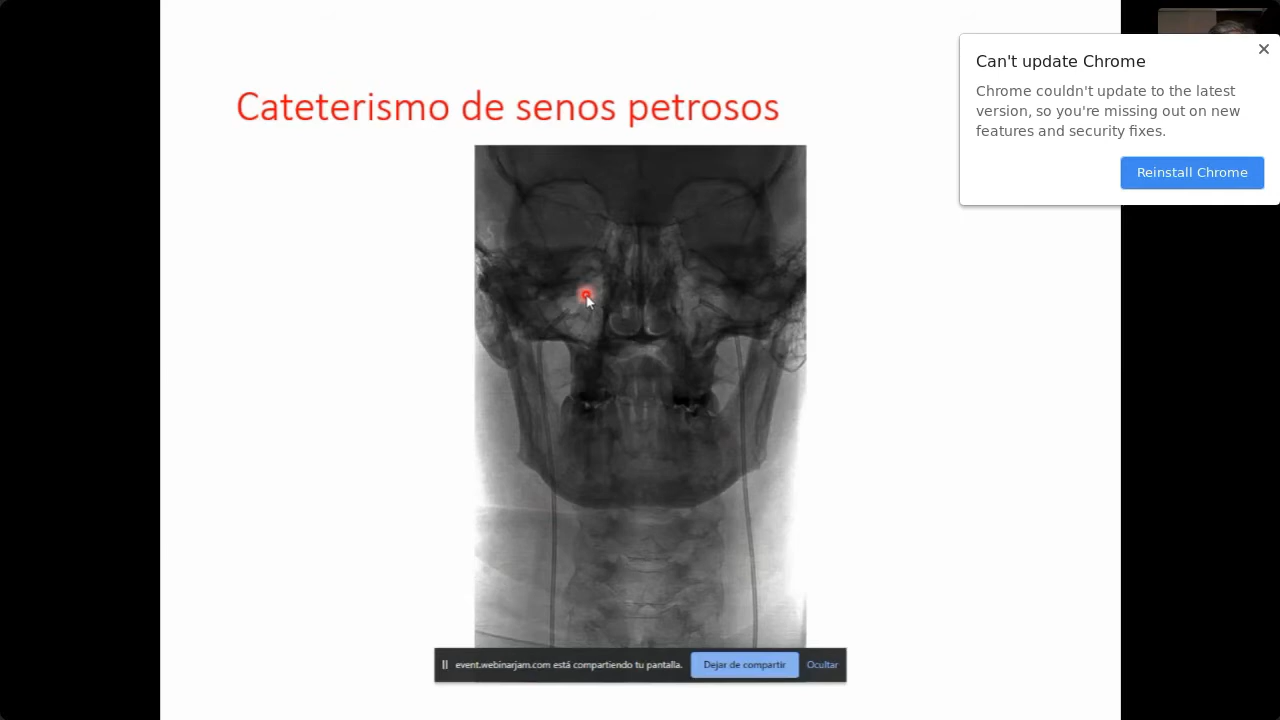 Cateterismo de senos petrosos
Can't update Chrome
Chrome couldn't update to the latest
version, so you're missing out on new
features and security fixes.
Reinstall Chrome
event.webinarjam.com está compartiendo tu pantalla.
Dejar de compartir
Ocultar